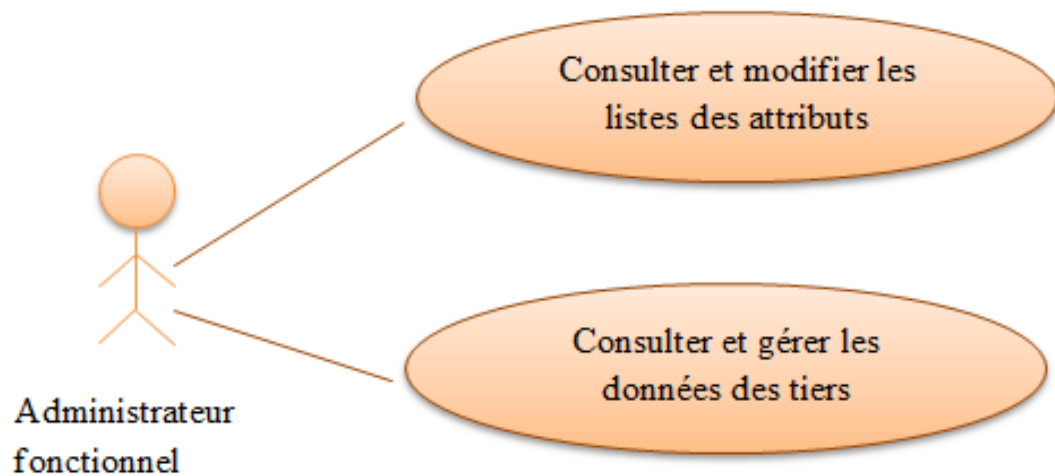 Consulter et modifier les
listes des attributs
Consulter et gérer les
données des tiers
Administrateur
fonctionnel